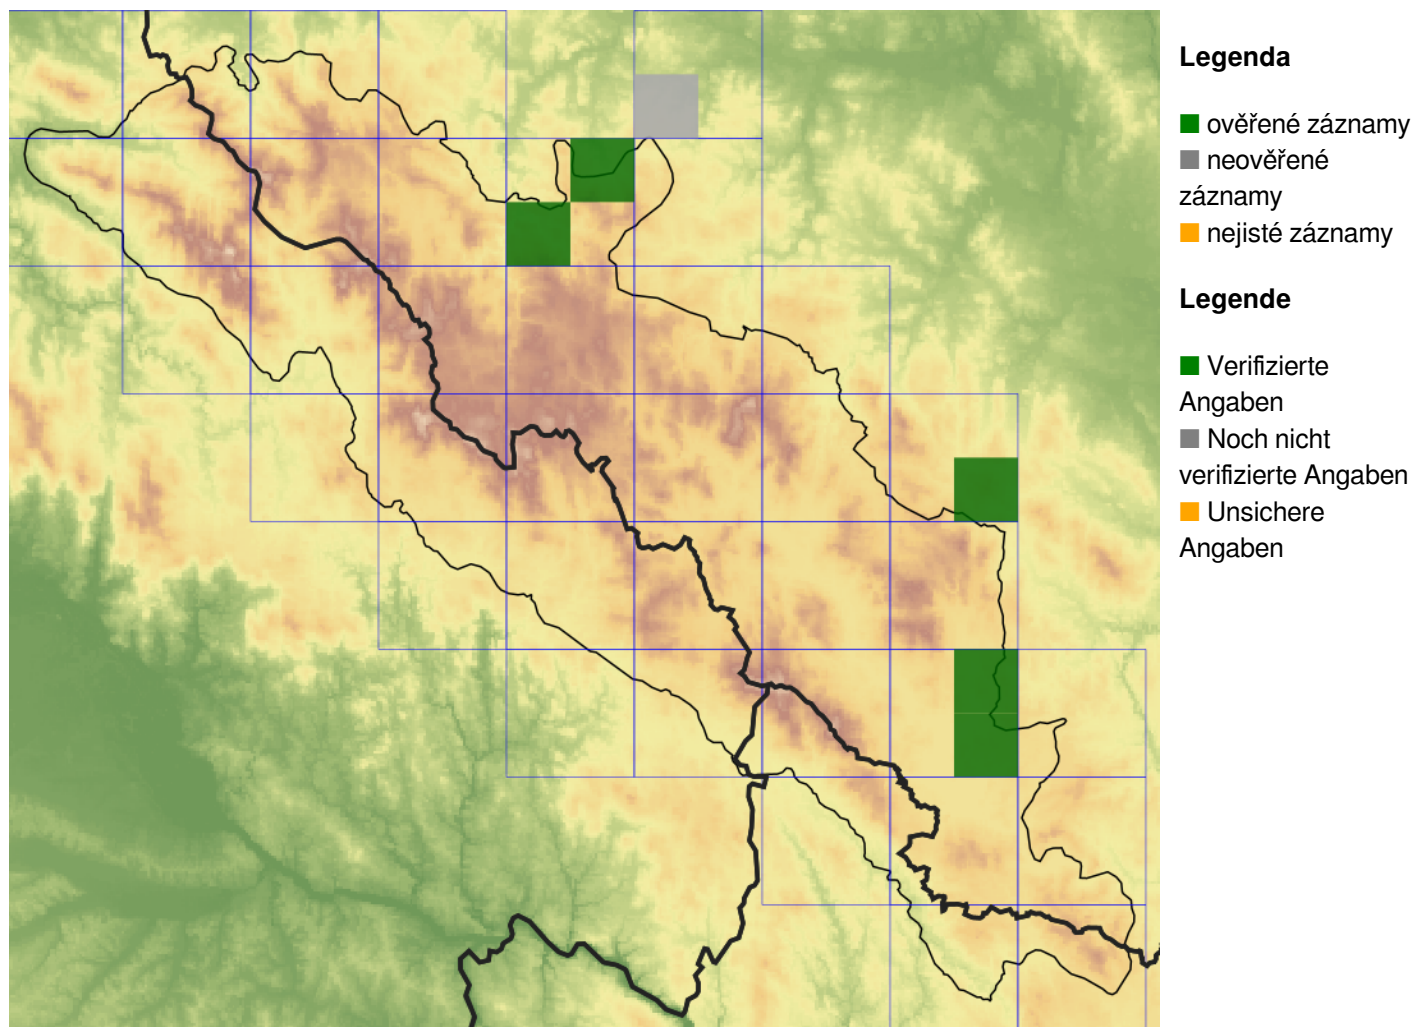 Legenda
ověřené záznamy
neověřené
záznamy
nejisté záznamy
Legende
Verifizierte
Angaben
Noch nicht
verifizierte Angaben
Unsichere
Angaben